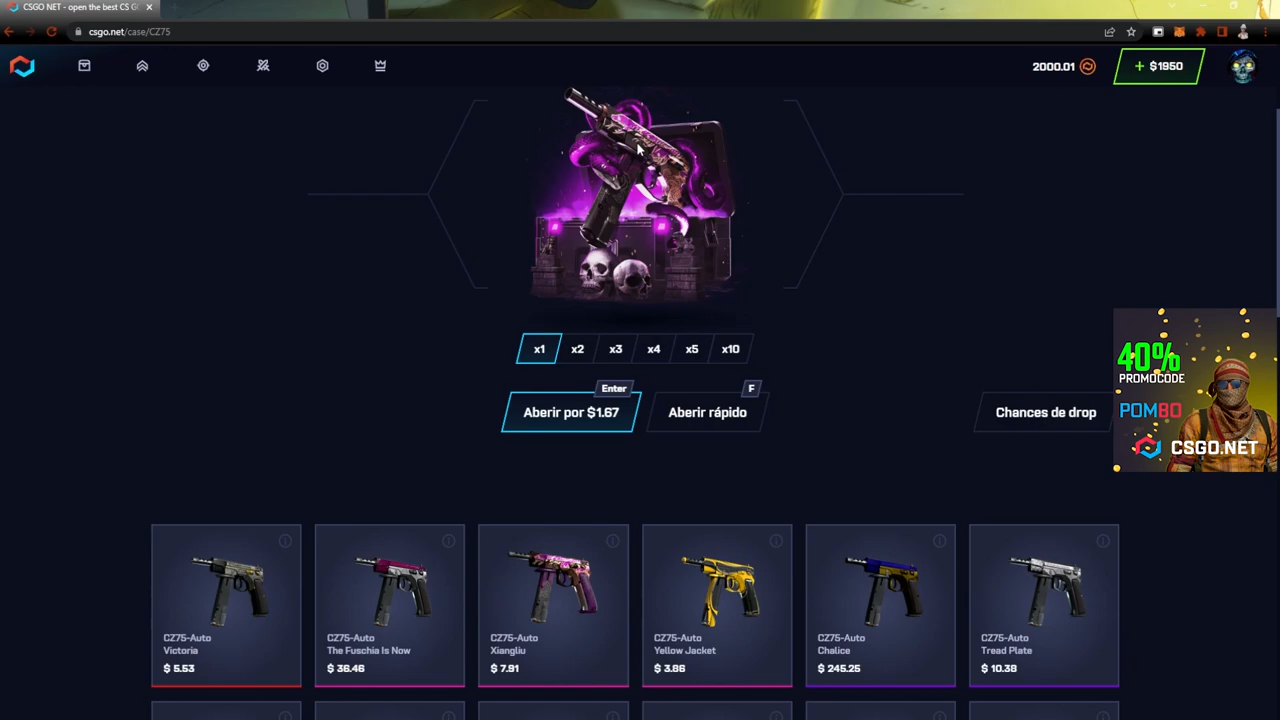 CSGO NET - open the best CS G
csgo.net/case/CZ75
2000.01
+ $1950
x1
x2
x3
x4
x5
x10
Enter
F
Aberir por $1.67
Aberir rápido
Chances de drop
40%
PROMOCODE
POM80
CSGO.NET
CZ75-Auto
Victoria
$ 5.53
CZ75-Auto
The Fuschia Is Now
$ 36.46
CZ75-Auto
Xiangliu
$ 7.91
CZ75-Auto
Yellow Jacket
$ 3.86
CZ75-Auto
Chalice
$ 245.25
CZ75-Auto
Tread Plate
$ 10.38